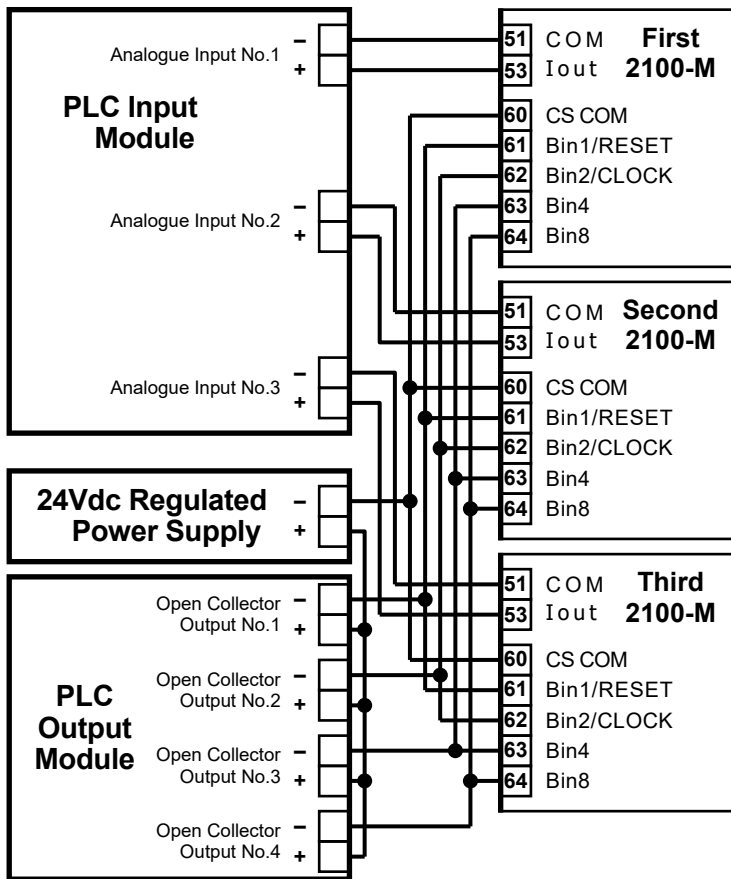 PLC Input
Module
Analogue Input No.1
−
+
Analogue Input No.2
−
+
Analogue Input No.3
−
+
24Vdc Regulated
Power Supply
−
+
PLC
Output
Module
Open Collector
Output No.1
−
+
Open Collector
Output No.2
−
+
Open Collector
Output No.3
−
+
Open Collector
Output No.4
−
+
First
2100-M
51 COM
53 Iout
60 CS COM
61 Bin1/RESET
62 Bin2/CLOCK
63 Bin4
64 Bin8
Second
2100-M
51 COM
53 Iout
60 CS COM
61 Bin1/RESET
62 Bin2/CLOCK
63 Bin4
64 Bin8
Third
2100-M
51 COM
53 Iout
60 CS COM
61 Bin1/RESET
62 Bin2/CLOCK
63 Bin4
64 Bin8